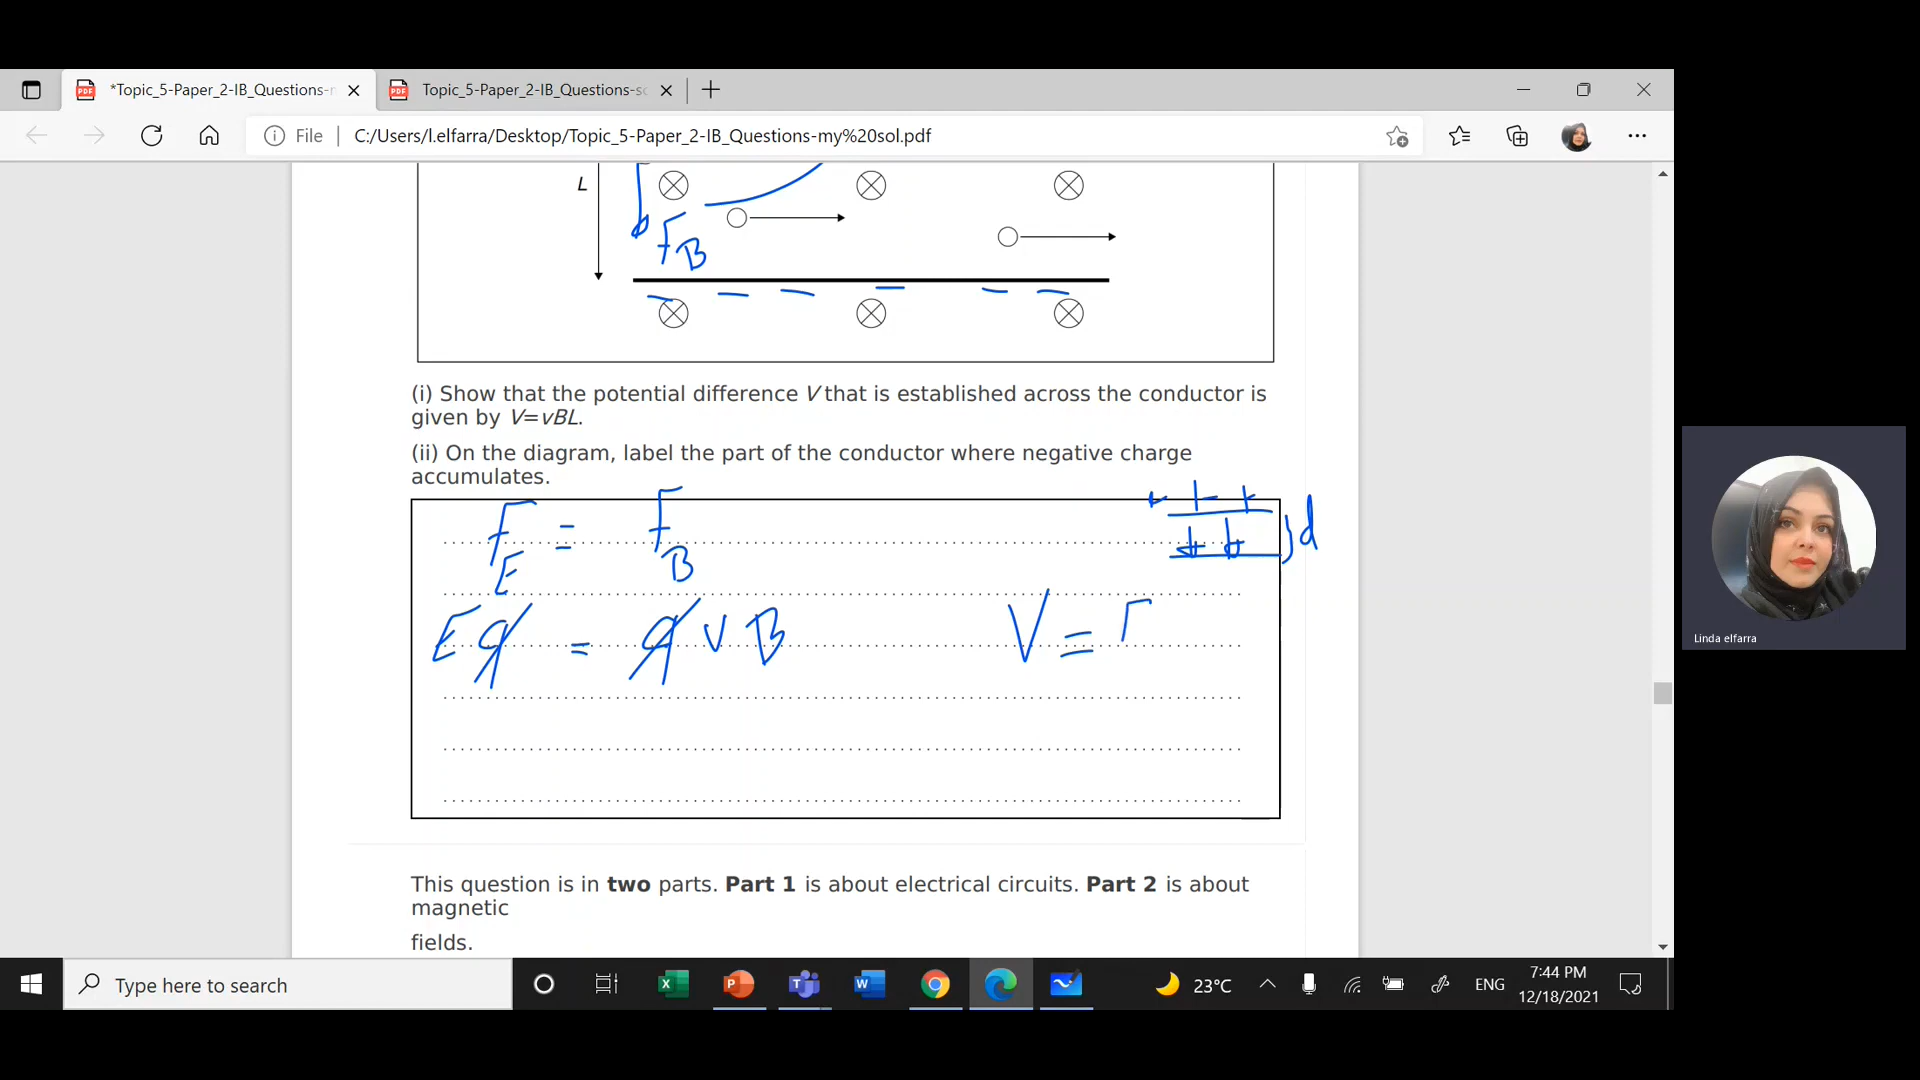 *Topic_5-Paper_2-IB_Questions-
Topic_5-Paper_2-IB_Questions-so
File
C:/Users/l.elfarra/Desktop/Topic_5-Paper_2-IB_Questions-my%20sol.pdf
L
F B
(i) Show that the potential difference V that is established across the conductor is
given by V=vBL.
(ii) On the diagram, label the part of the conductor where negative charge
accumulates.
F E = F B
d
E q = q v B
V =
This question is in two parts. Part 1 is about electrical circuits. Part 2 is about
magnetic
fields.
Linda elfarra
Type here to search
23°C
ENG
7:44 PM
12/18/2021